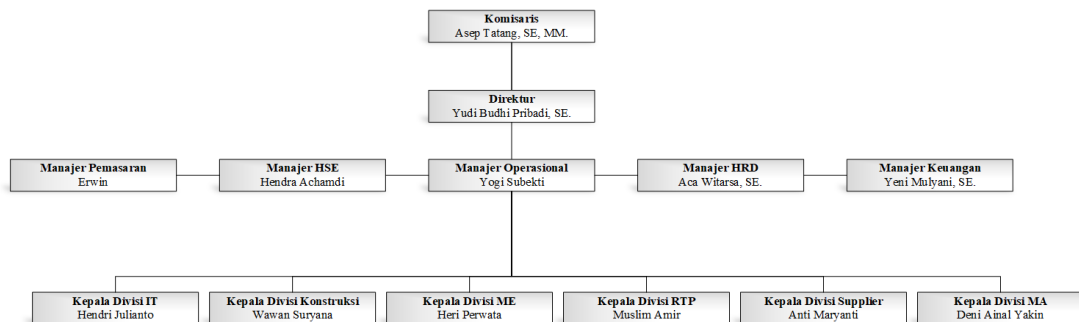 Komisaris
Asep Tatang, SE, MM.
Direktur
Yudi Budhi Pribadi, SE.
Manajer Pemasaran
Erwin
Manajer HSE
Hendra Achamdi
Manajer Operasional
Yogi Subekti
Manajer HRD
Aca Witarsa, SE.
Manajer Keuangan
Yeni Mulyani, SE.
Kepala Divisi IT
Hendri Julianto
Kepala Divisi Konstruksi
Wawan Suryana
Kepala Divisi ME
Heri Perwata
Kepala Divisi RTP
Muslim Amir
Kepala Divisi Supplier
Anti Maryanti
Kepala Divisi MA
Deni Ainal Yakin